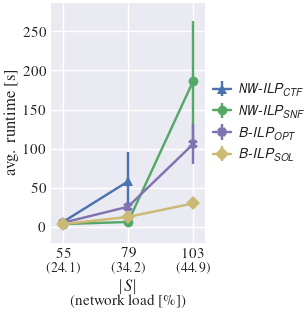 250
200
150
100
50
0
avg. runtime [s]
55 79 103
(24.1) (34.2) (44.9)
|S|
(network load [%])
NW-ILP_CTF
NW-ILP_SNF
B-ILP_OPT
B-ILP_SOL